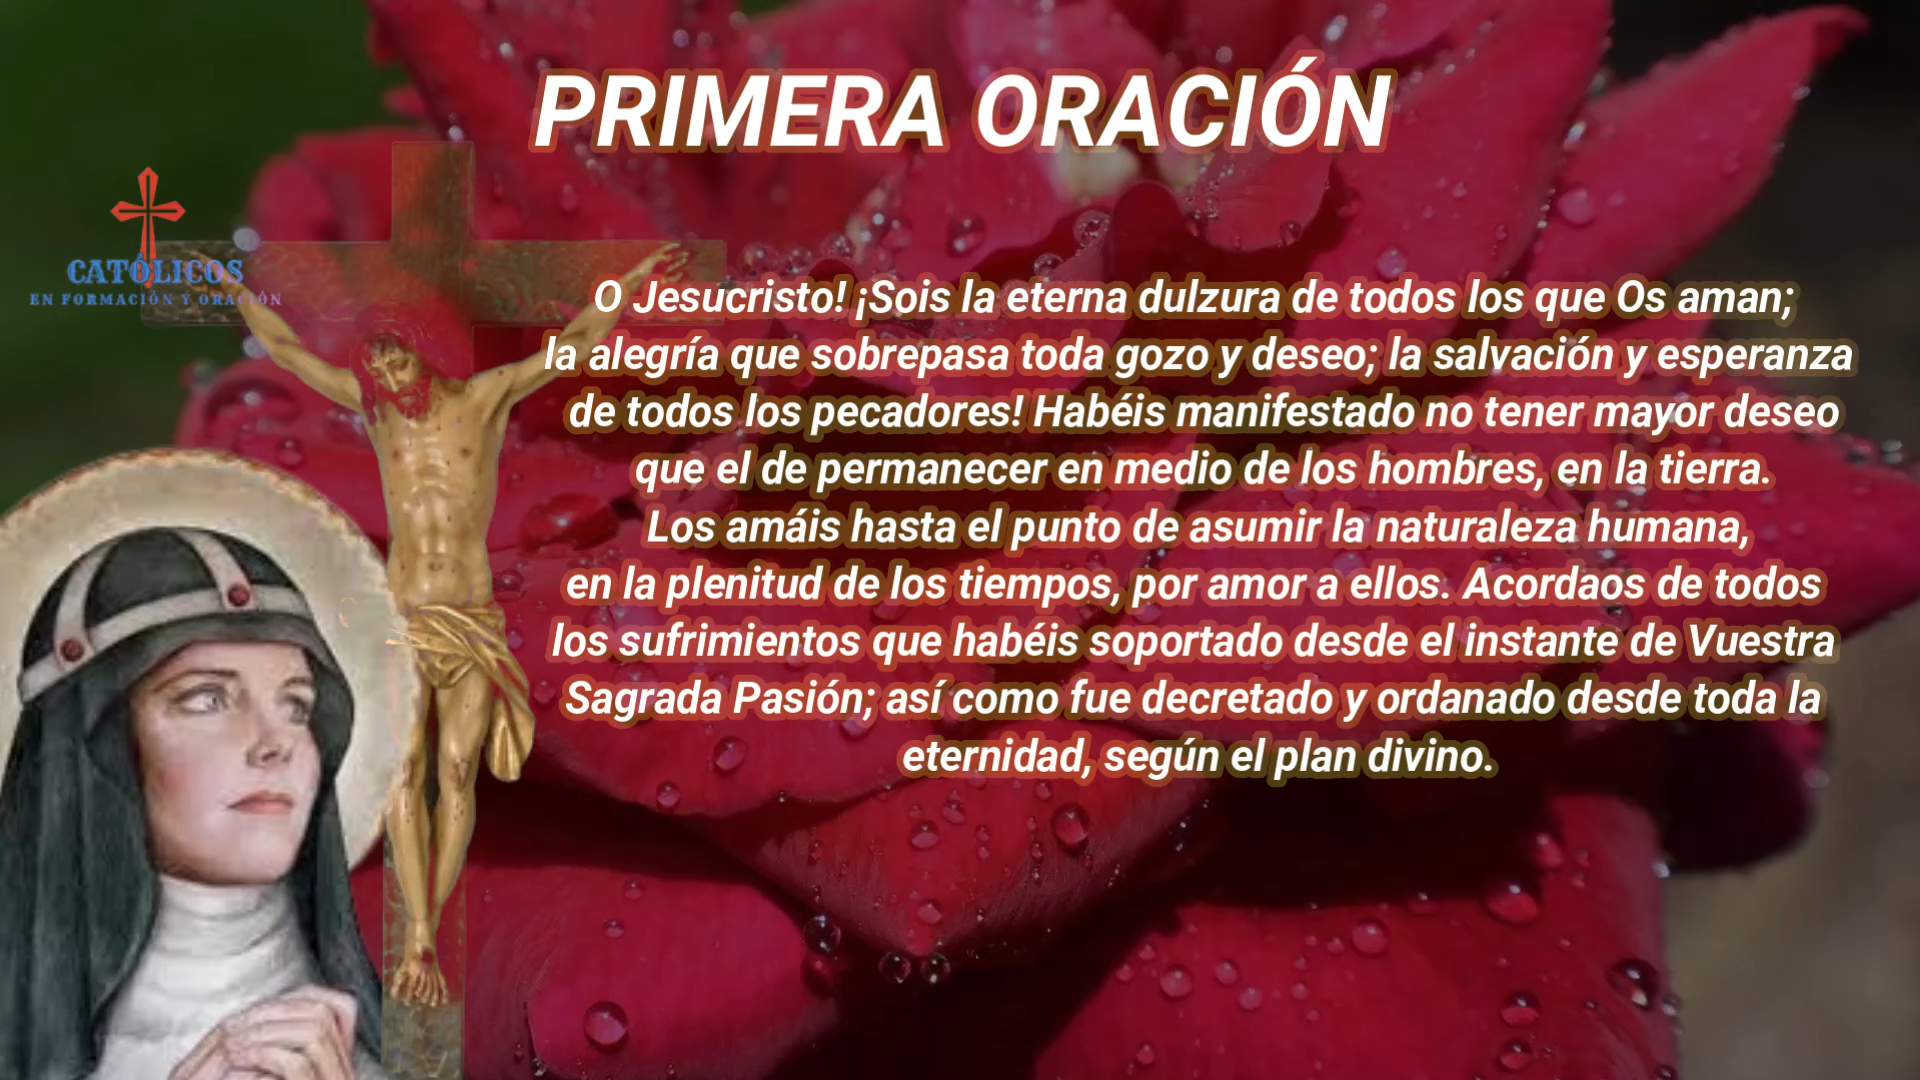 PRIMERA ORACIÓN
CATÓLICOS
EN FORMACIÓN Y ORACIÓN
O Jesucristo! ¡Sois la eterna dulzura de todos los que Os aman;
la alegría que sobrepasa toda gozo y deseo; la salvación y esperanza
de todos los pecadores! Habéis manifestado no tener mayor deseo
que el de permanecer en medio de los hombres, en la tierra.
Los amáis hasta el punto de asumir la naturaleza humana,
en la plenitud de los tiempos, por amor a ellos. Acordaos de todos
los sufrimientos que habéis soportado desde el instante de Vuestra
Sagrada Pasión; así como fue decretado y ordanado desde toda la
eternidad, según el plan divino.